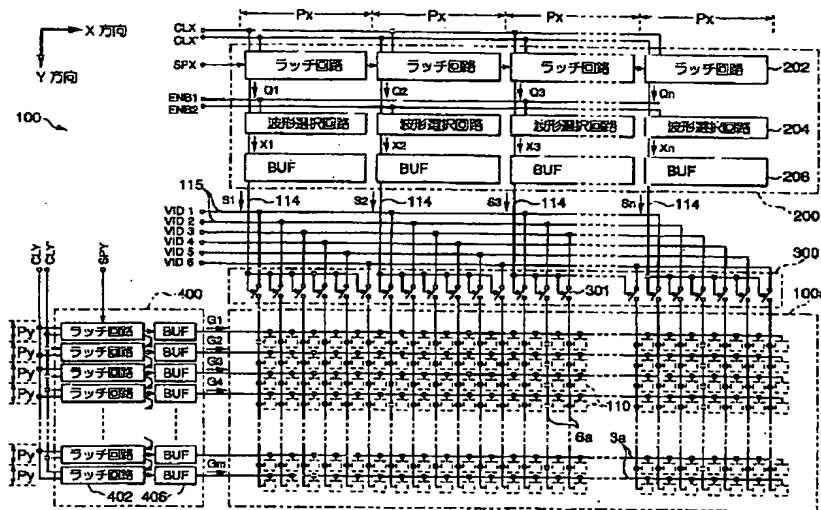 Px Px Px Px
X 方向
Y 方向
CLX
CLX'
SPX
ラッチ回路 ラッチ回路 ラッチ回路 ラッチ回路 202
Q1 Q2 Q3 Qn
ENB1
ENB2
100
波形選択回路 波形選択回路 波形選択回路 波形選択回路 204
X1 X2 X3 Xn
BUF BUF BUF BUF 206
115 S1 114 S2 114 S3 114 Sn 114 200
VID 1
VID 2
VID 3
VID 4
VID 5
VID 6
CLY CLY' SPY
300
400 301 100a
G1
Py ラッチ回路 BUF
G2
Py ラッチ回路 BUF
G3
Py ラッチ回路 BUF
G4
Py ラッチ回路 BUF
110
6a 3a
Py ラッチ回路 BUF
Gm
Py ラッチ回路 BUF
402 406